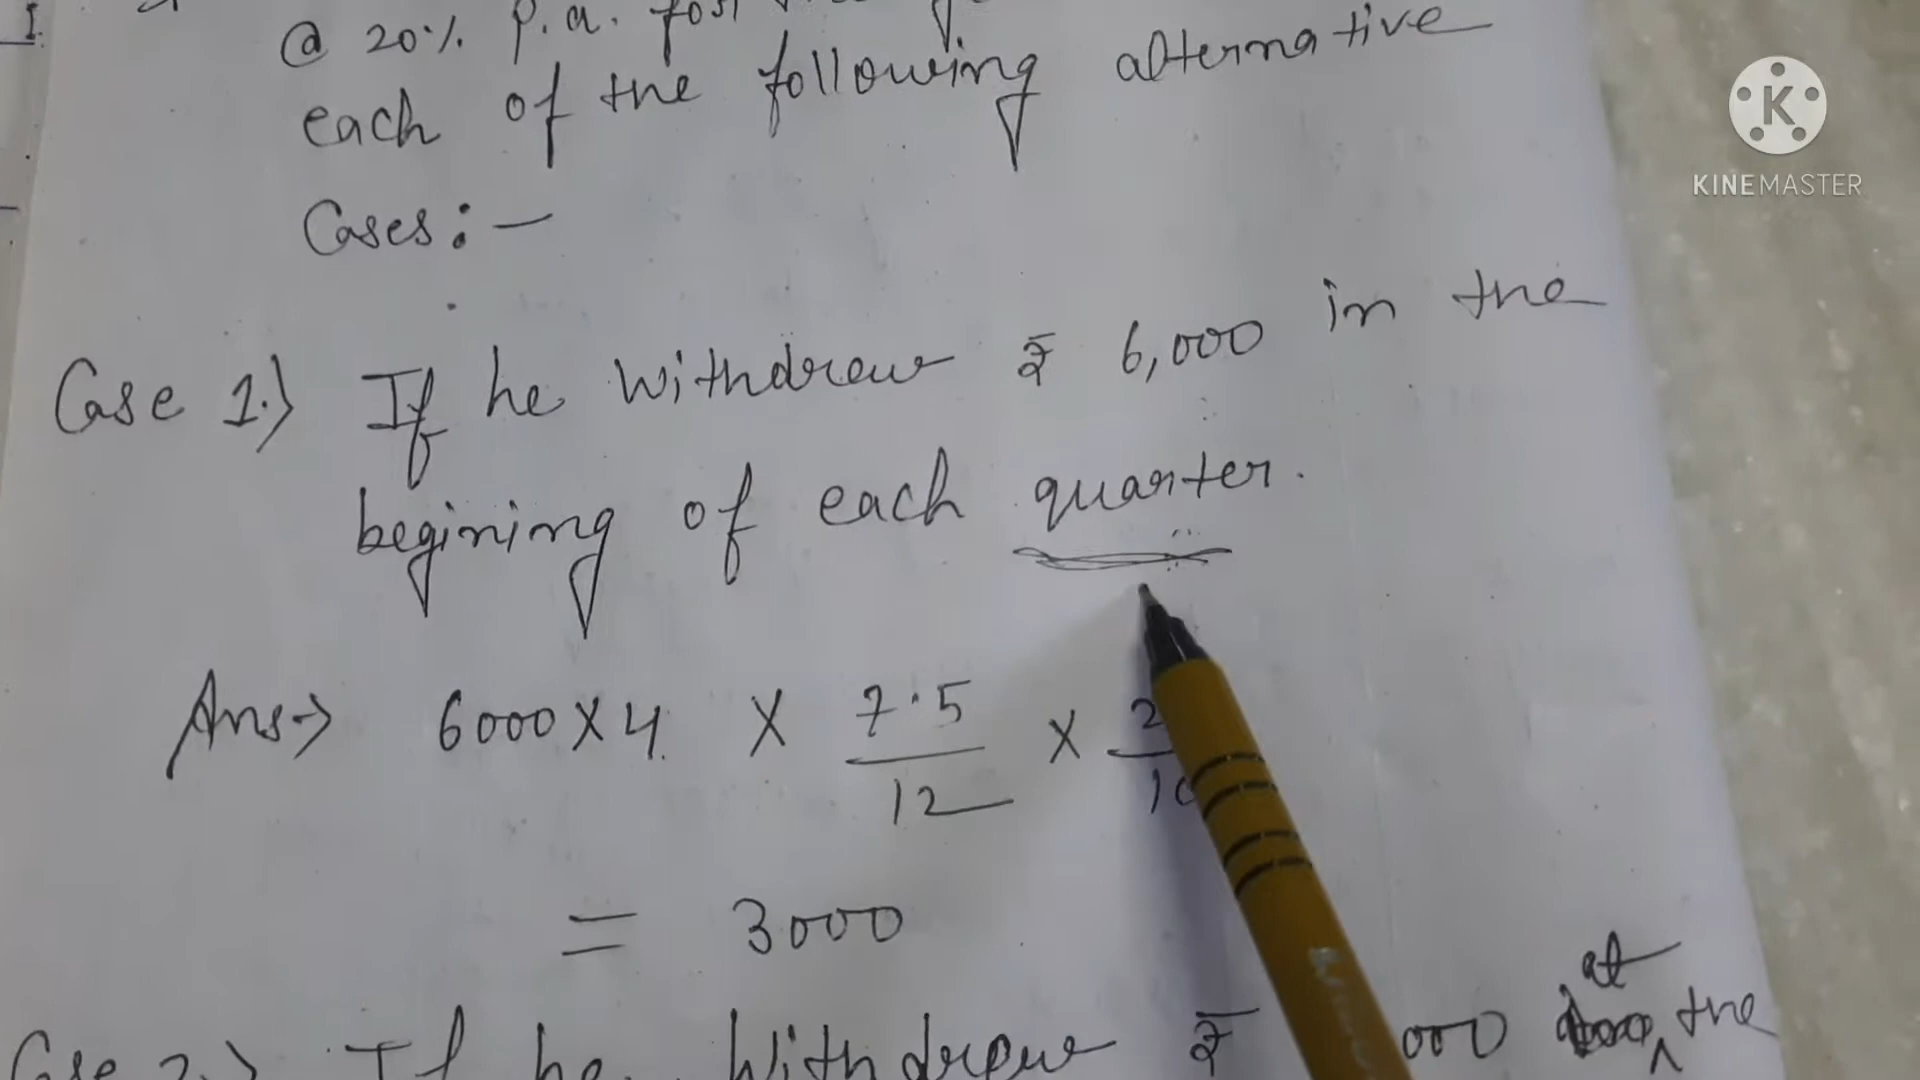 @ 20% P.a.
each of the following alternative
Cases:-
Case 1.) If he Withdrew ₹ 6,000 in the
begining of each quarter.
Ans→ 6000 X 4 X 7.5/12 X
= 3000
If he Withdrew ₹ at the
K
KINEMASTER